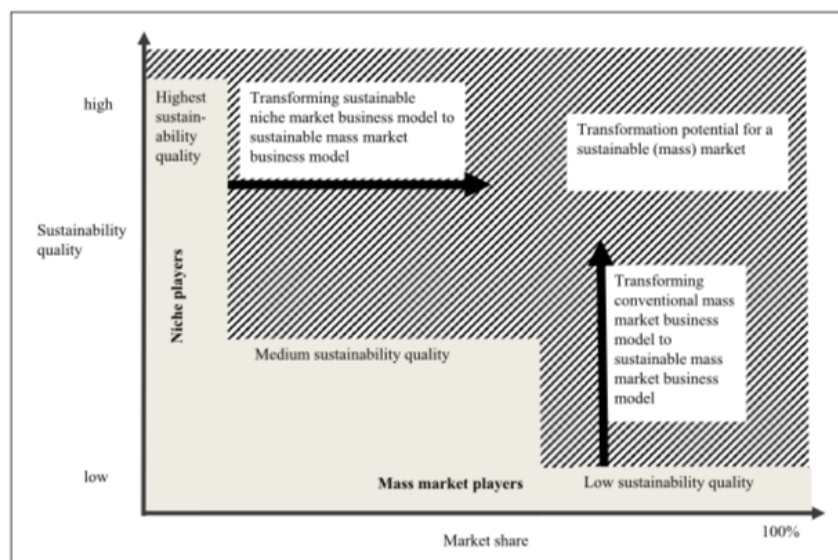 high
Highest
sustain-
ability
quality
Transforming sustainable
niche market business model to
sustainable mass market
business model
Transformation potential for a
sustainable (mass) market
Sustainability
quality
Niche players
Transforming
conventional mass
market business
model to
sustainable mass
market business
model
Medium sustainability quality
low
Mass market players
Low sustainability quality
Market share
100%